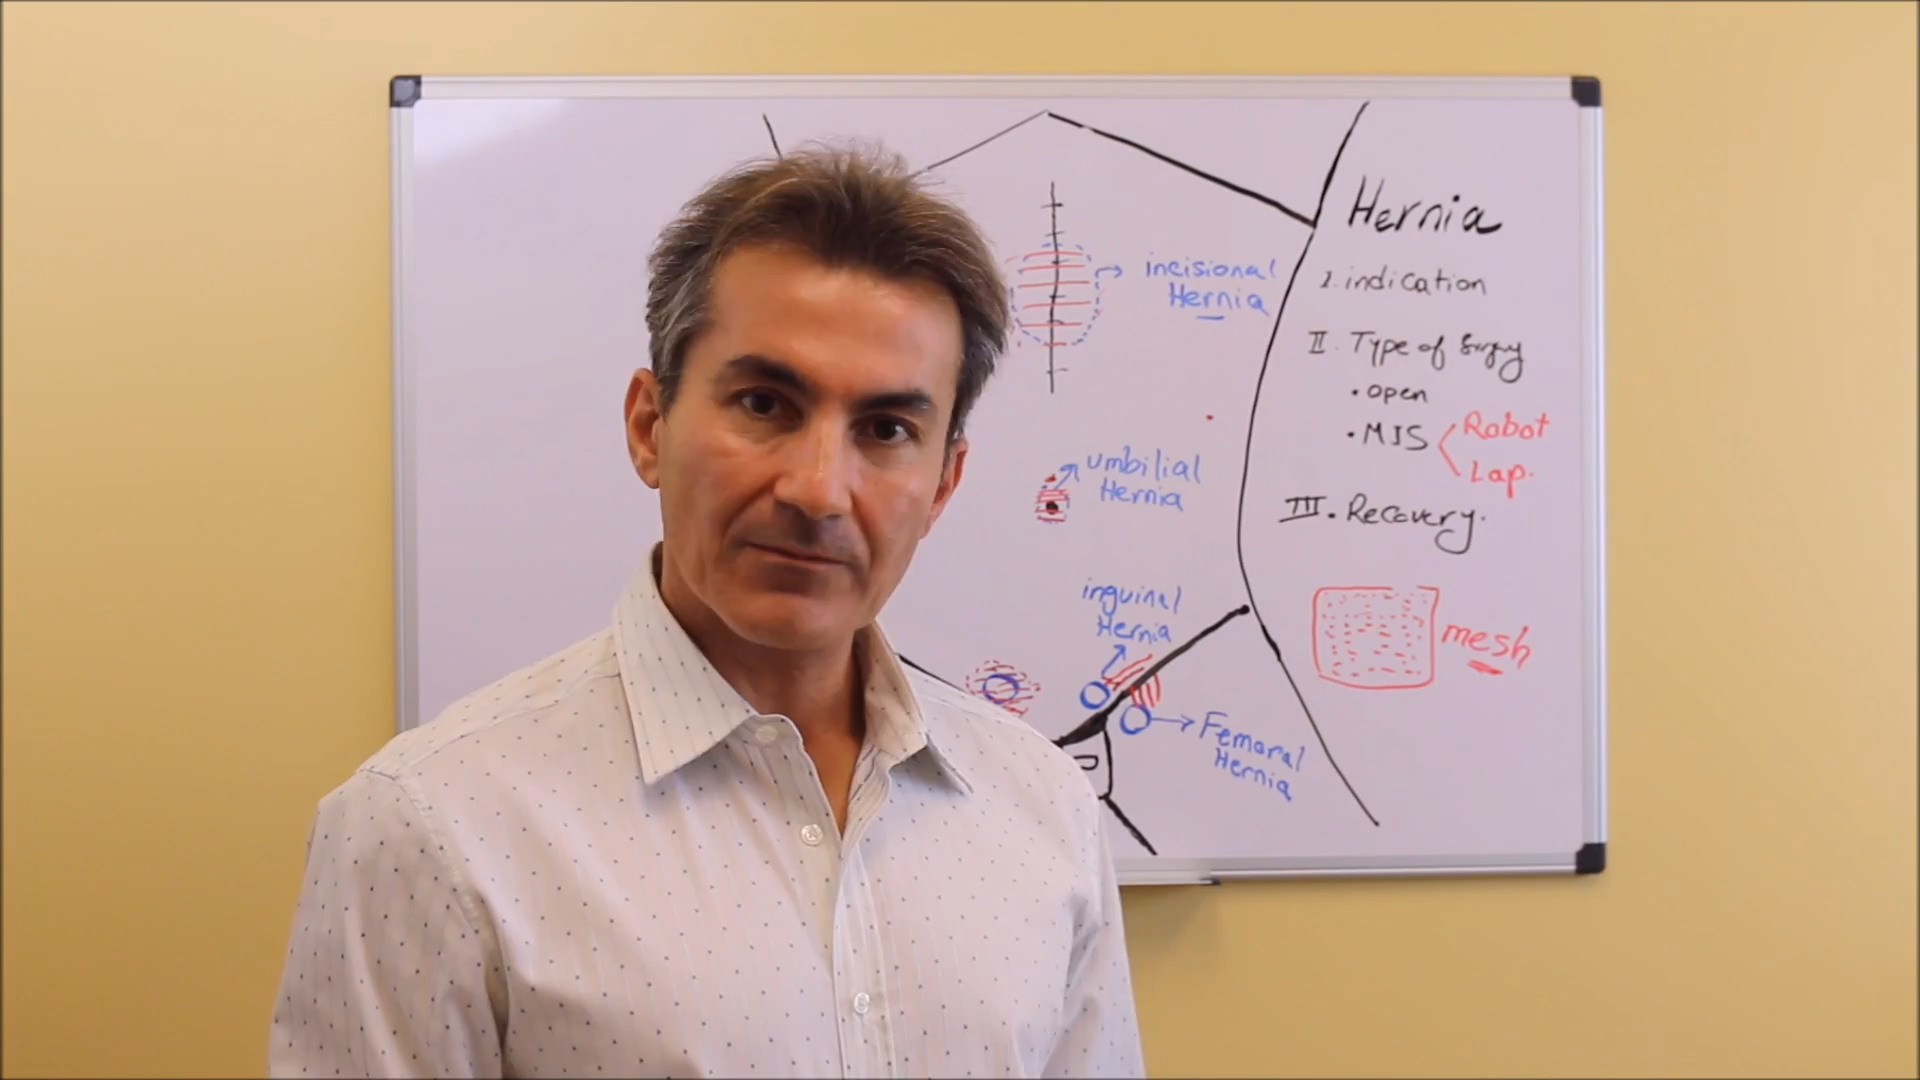 Hernia
I. indication
II. Type of Surgery
• open
• MIS
Robot
Lap.
III. Recovery.
mesh
incisional
Hernia
umbilial
Hernia
inguinal
Hernia
Femoral
Hernia